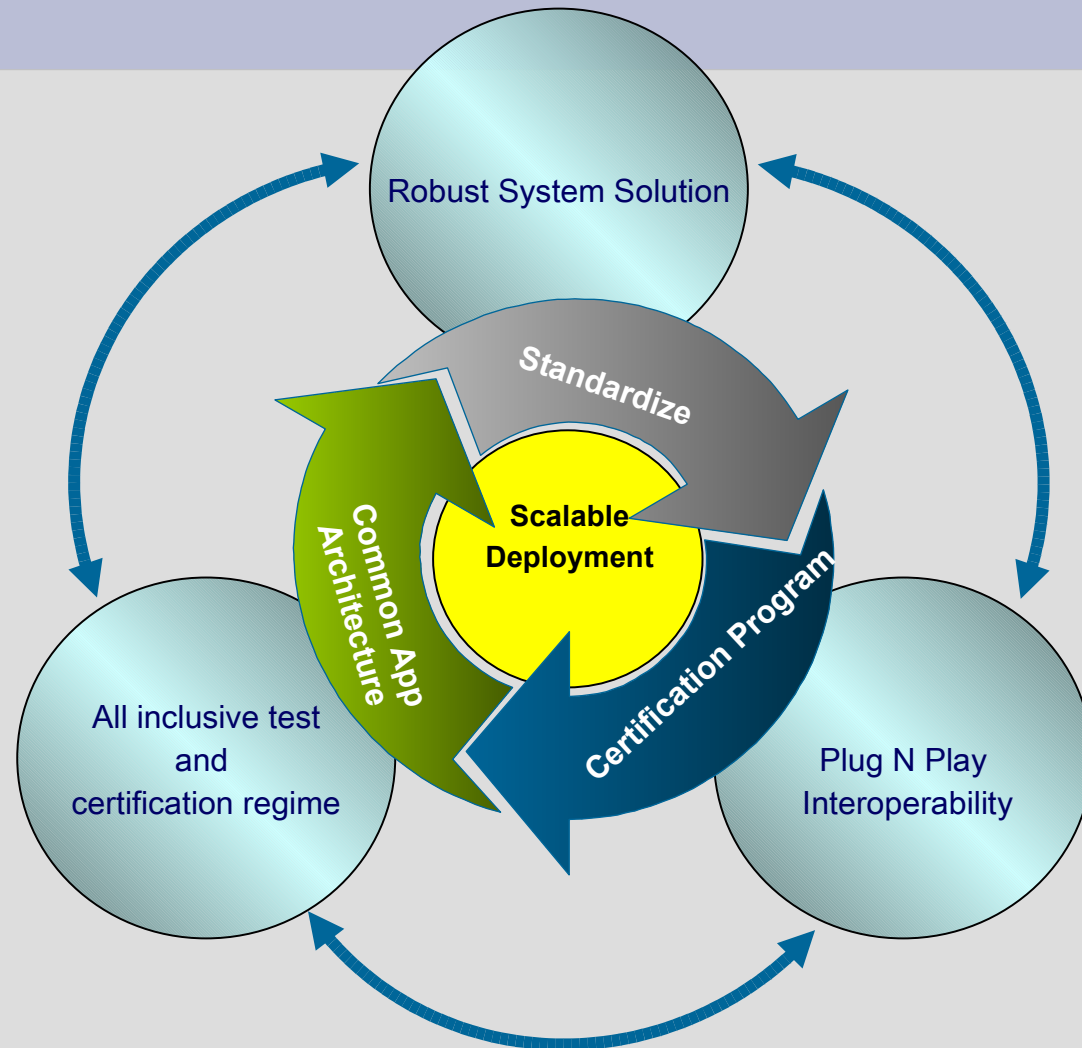 Robust System Solution
Standardize
Scalable
Deployment
Common App
Architecture
Certification Program
All inclusive test
and
certification regime
Plug N Play
Interoperability